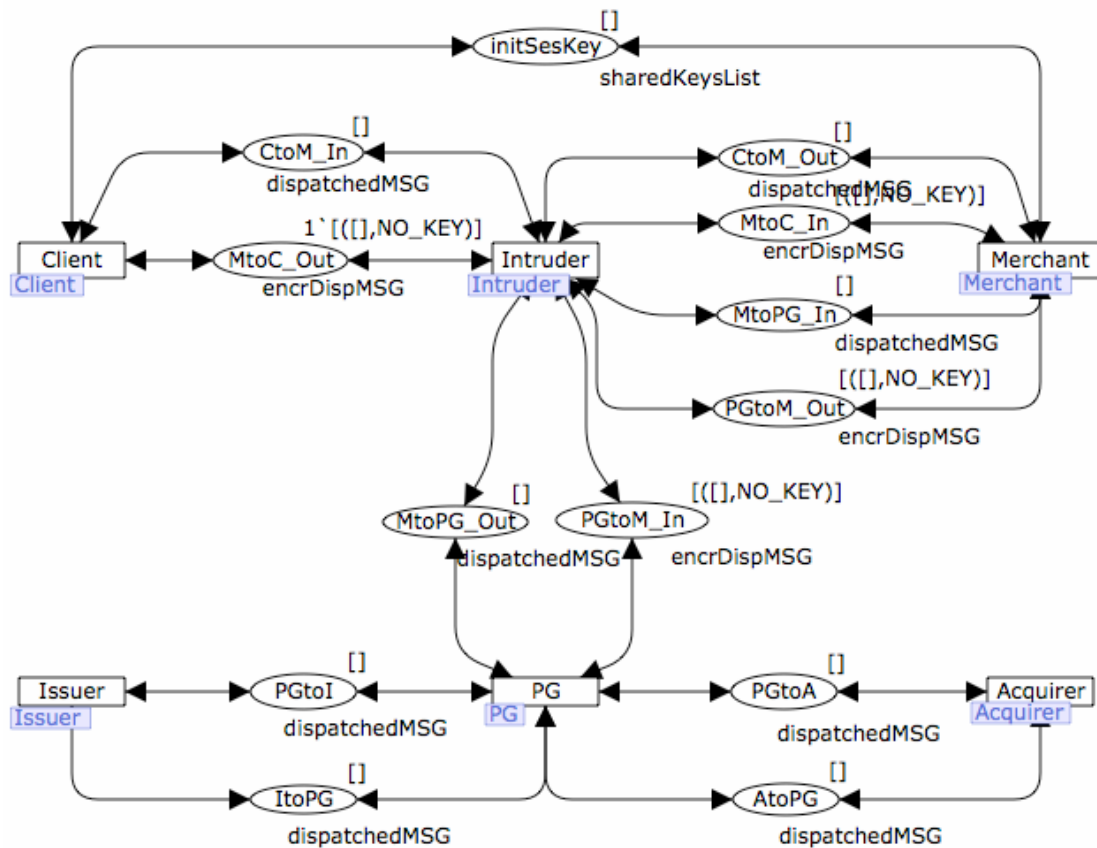 []
initSesKey
sharedKeysList
[]
CtoM_In
dispatchedMSG
[]
CtoM_Out
dispatchedMSG
[([],NO_KEY)]
MtoC_In
encrDispMSG
1`[([],NO_KEY)]
Client
Client
MtoC_Out
encrDispMSG
Intruder
Intruder
Merchant
Merchant
[]
MtoPG_In
dispatchedMSG
[([],NO_KEY)]
PGtoM_Out
encrDispMSG
[]
MtoPG_Out
dispatchedMSG
[([],NO_KEY)]
PGtoM_In
encrDispMSG
Issuer
Issuer
[]
PGtoI
dispatchedMSG
PG
PG
[]
PGtoA
dispatchedMSG
Acquirer
Acquirer
[]
ItoPG
dispatchedMSG
[]
AtoPG
dispatchedMSG